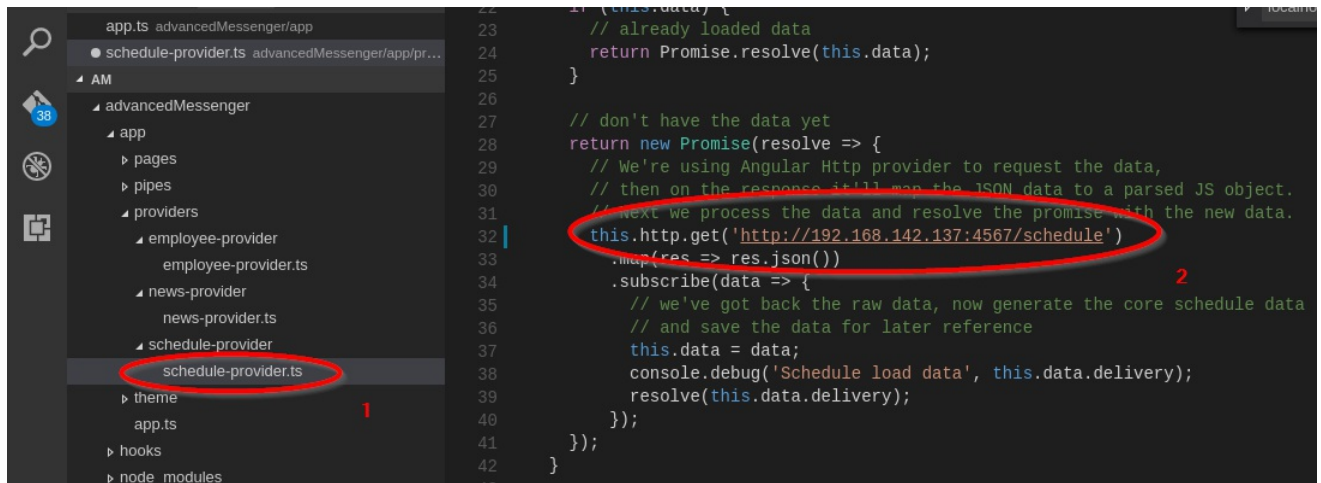 app.ts advancedMessenger/app
schedule-provider.ts advancedMessenger/app/pr...
AM
38
advancedMessenger
app
pages
pipes
providers
employee-provider
employee-provider.ts
news-provider
news-provider.ts
schedule-provider
schedule-provider.ts
1
theme
app.ts
hooks
node_modules
22 if (this.data) {
23 // already loaded data
24 return Promise.resolve(this.data);
25 }
26
27 // don't have the data yet
28 return new Promise(resolve => {
29 // We're using Angular Http provider to request the data,
30 // then on the response it'll map the JSON data to a parsed JS object.
31 // Next we process the data and resolve the promise with the new data.
32 this.http.get('http://192.168.142.137:4567/schedule')
33 .map(res => res.json())
2
34 .subscribe(data => {
35 // we've got back the raw data, now generate the core schedule data
36 // and save the data for later reference
37 this.data = data;
38 console.debug('Schedule load data', this.data.delivery);
39 resolve(this.data.delivery);
40 });
41 });
42 }